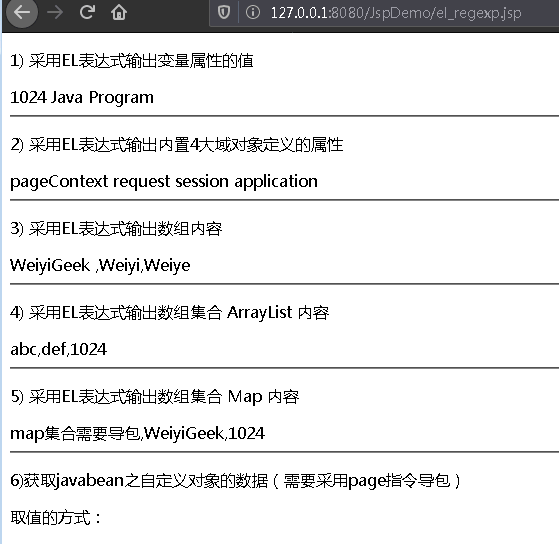 127.0.0.1:8080/JspDemo/el_regexp.jsp
1) 采用EL表达式输出变量属性的值
1024 Java Program
2) 采用EL表达式输出内置4大域对象定义的属性
pageContext request session application
3) 采用EL表达式输出数组内容
WeiyiGeek ,Weiyi,Weiye
4) 采用EL表达式输出数组集合 ArrayList 内容
abc,def,1024
5) 采用EL表达式输出数组集合 Map 内容
map集合需要导包,WeiyiGeek,1024
6)获取javabean之自定义对象的数据（需要采用page指令导包）
取值的方式：